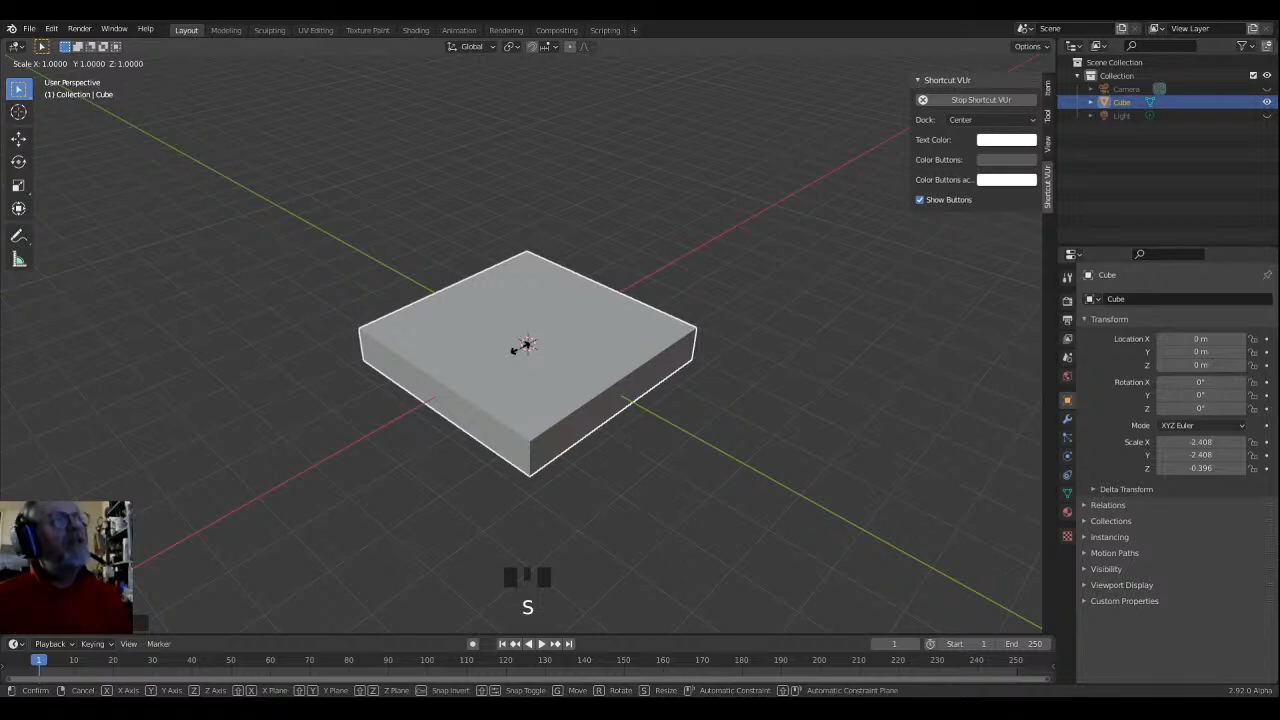 File Edit Render Window Help
Layout Modeling Sculpting UV Editing Texture Paint Shading Animation Rendering Compositing Scripting +
Scene
View Layer
Global
Options
Scale X: 1.0000 Y: 1.0000 Z: 1.0000
User Perspective
(1) Collection | Cube
Shortcut VUr
Stop Shortcut VUr
Dock: Center
Text Color:
Color Buttons:
Color Buttons ac...
Show Buttons
Item
Tool
View
Shortcut VUr
Scene Collection
Collection
Camera
Cube
Light
Cube
Cube
Transform
Location X 0 m
Y 0 m
Z 0 m
Rotation X 0°
Y 0°
Z 0°
Mode XYZ Euler
Scale X -2.408
Y -2.408
Z -0.396
Delta Transform
Relations
Collections
Instancing
Motion Paths
Visibility
Viewport Display
Custom Properties
S
Playback Keying View Marker
1 Start 1 End 250
1 10 20 30 40 50 60 70 80 90 100 110 120 130 140 150 160 170 180 190 200 210 220 230 240 250
Confirm Cancel X X Axis Y Y Axis Z Z Axis X X Plane Y Y Plane Z Z Plane Snap Invert Snap Toggle G Move R Rotate S Resize Automatic Constraint Automatic Constraint Plane
2.92.0 Alpha